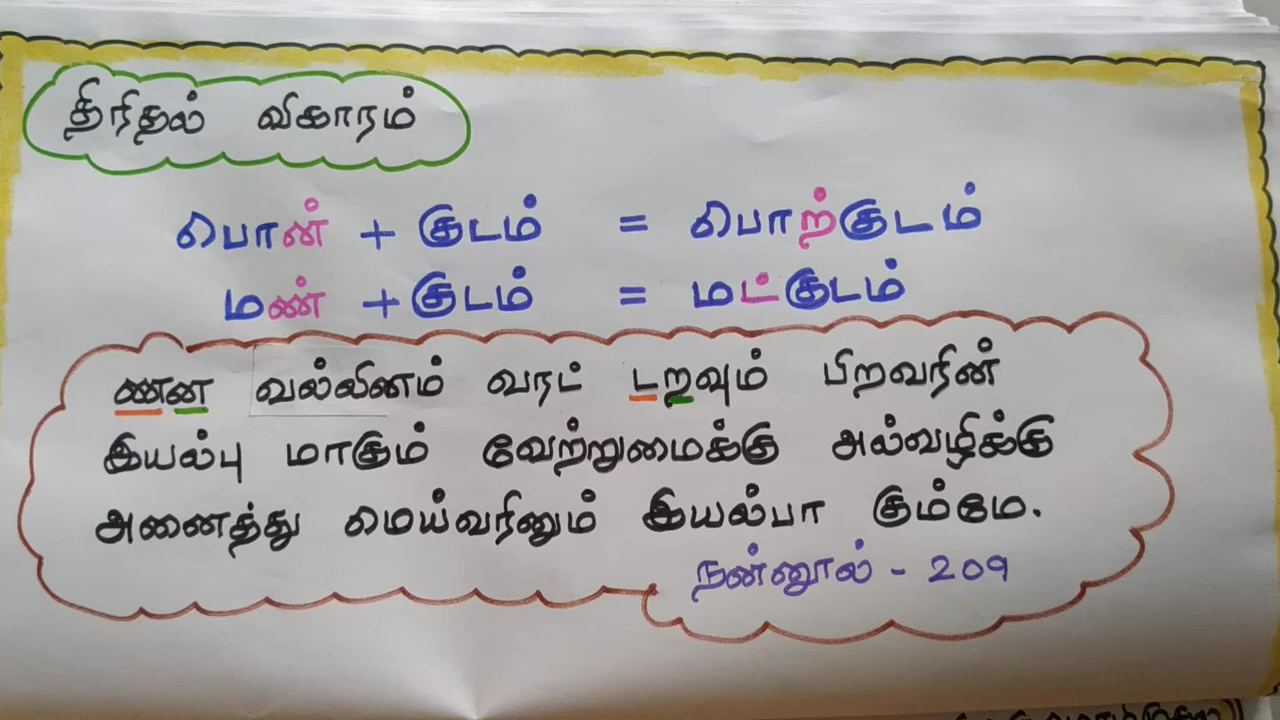 திரிதல் விகாரம்
பொன் + குடம் = பொற்குடம்
மண் + குடம் = மட்குடம்
ணன வல்லினம் வரட் டறவும் பிறவரின்
இயல்பு மாகும் வேற்றுமைக்கு அல்வழிக்கு
அனைத்து மெய்வரினும் இயல்பா கும்மே.
நன்னூல் - 209